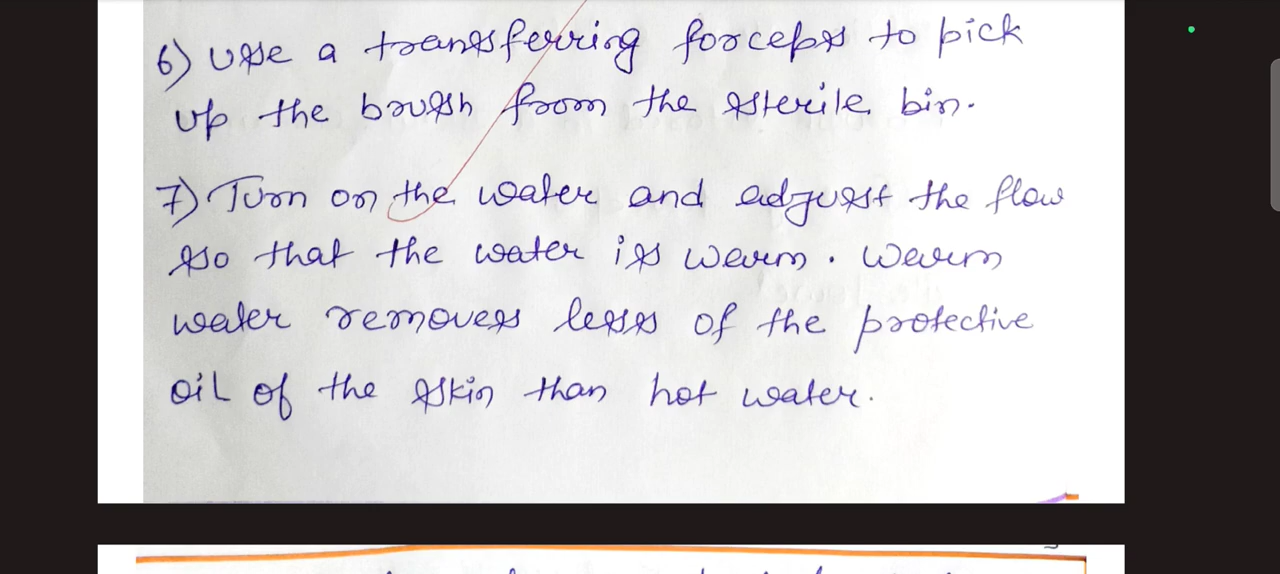 6) Use a transferring forceps to pick
up the brush from the sterile bin.
7) Turn on the water and adjust the flow
so that the water is warm. Warm
water removes less of the protective
oil of the skin than hot water.